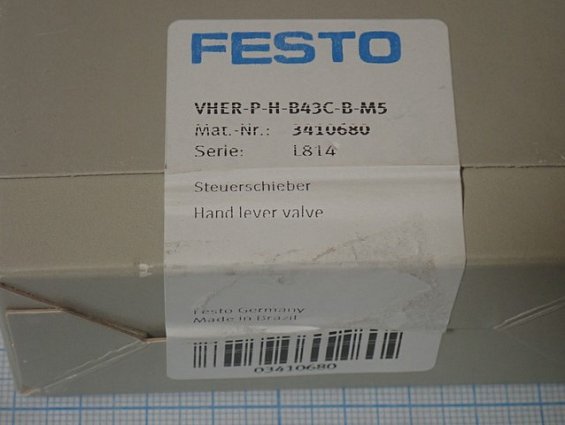 FESTO
VHER-P-H-B43C-B-M5
Mat.-Nr.: 3410680
Serie: L814
Steuerschieber
Hand lever valve
Festo Germany
Made in Brazil
03410680